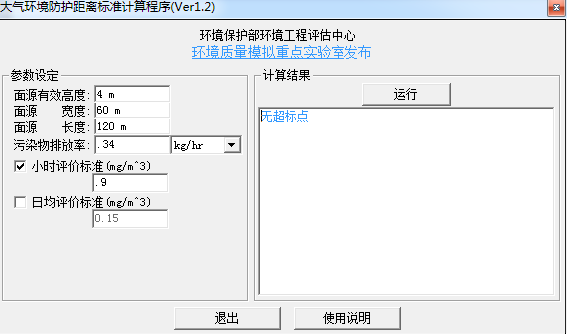 大气环境防护距离标准计算程序(Ver1.2)
环境保护部环境工程评估中心
环境质量模拟重点实验室发布
参数设定
面源有效高度: 4 m
面源 宽度: 60 m
面源 长度: 120 m
污染物排放率: .34 kg/hr
小时评价标准(mg/m^3)
.9
日均评价标准(mg/m^3)
0.15
计算结果
运行
无超标点
退出 使用说明